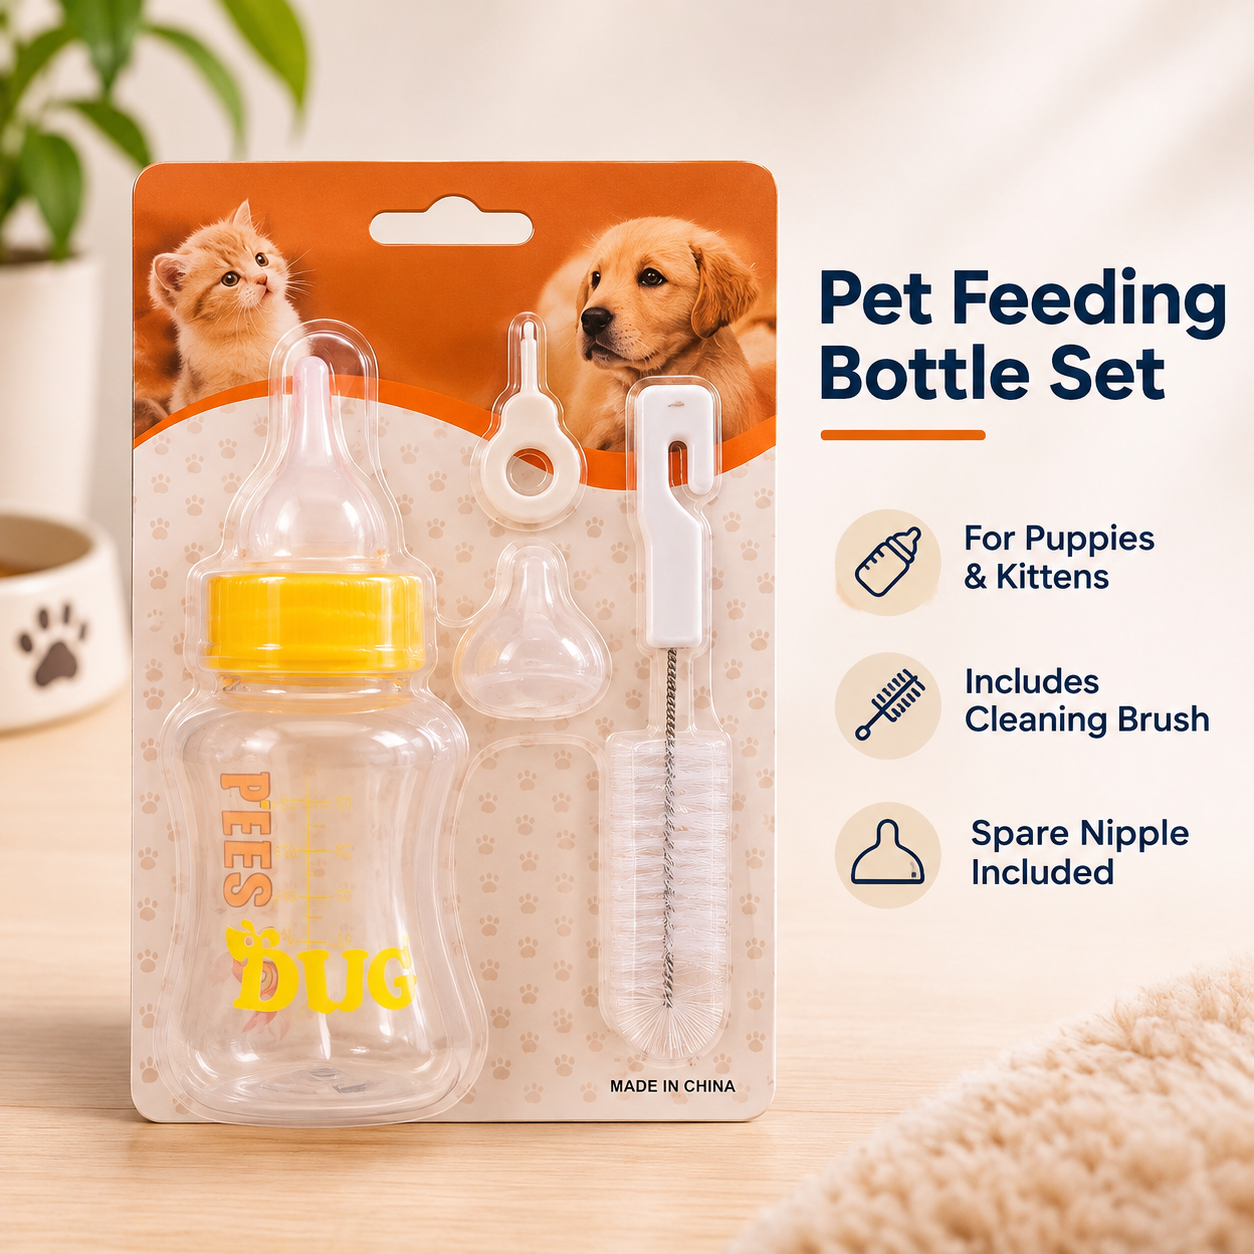 Pet Feeding
Bottle Set
For Puppies
& Kittens
Includes
Cleaning Brush
Spare Nipple
Included
PEES
DUG
MADE IN CHINA